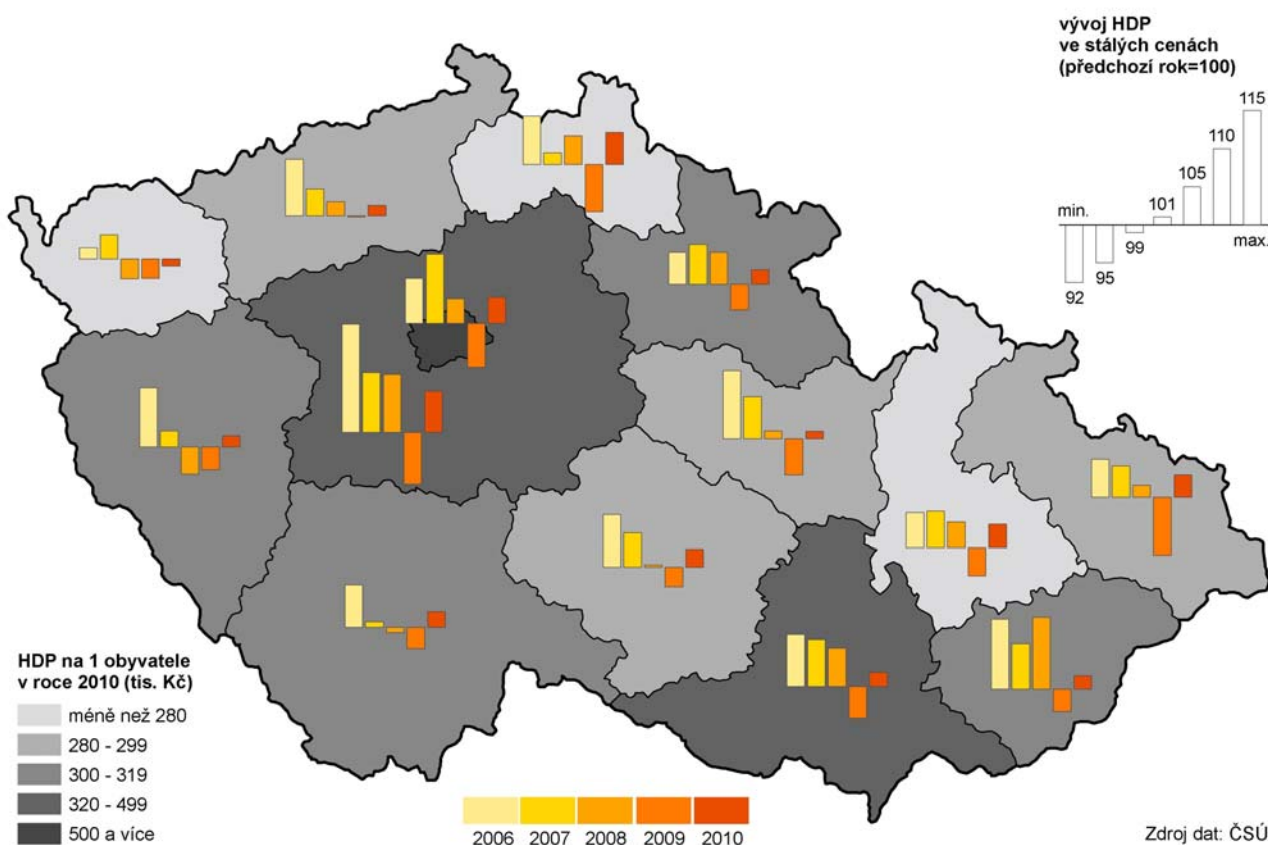 vývoj HDP
ve stálých cenách
(předchozí rok=100)
115
110
105
101
min.
max.
99
95
92
HDP na 1 obyvatele
v roce 2010 (tis. Kč)
méně než 280
280 - 299
300 - 319
320 - 499
500 a více
2006 2007 2008 2009 2010
Zdroj dat: ČSÚ